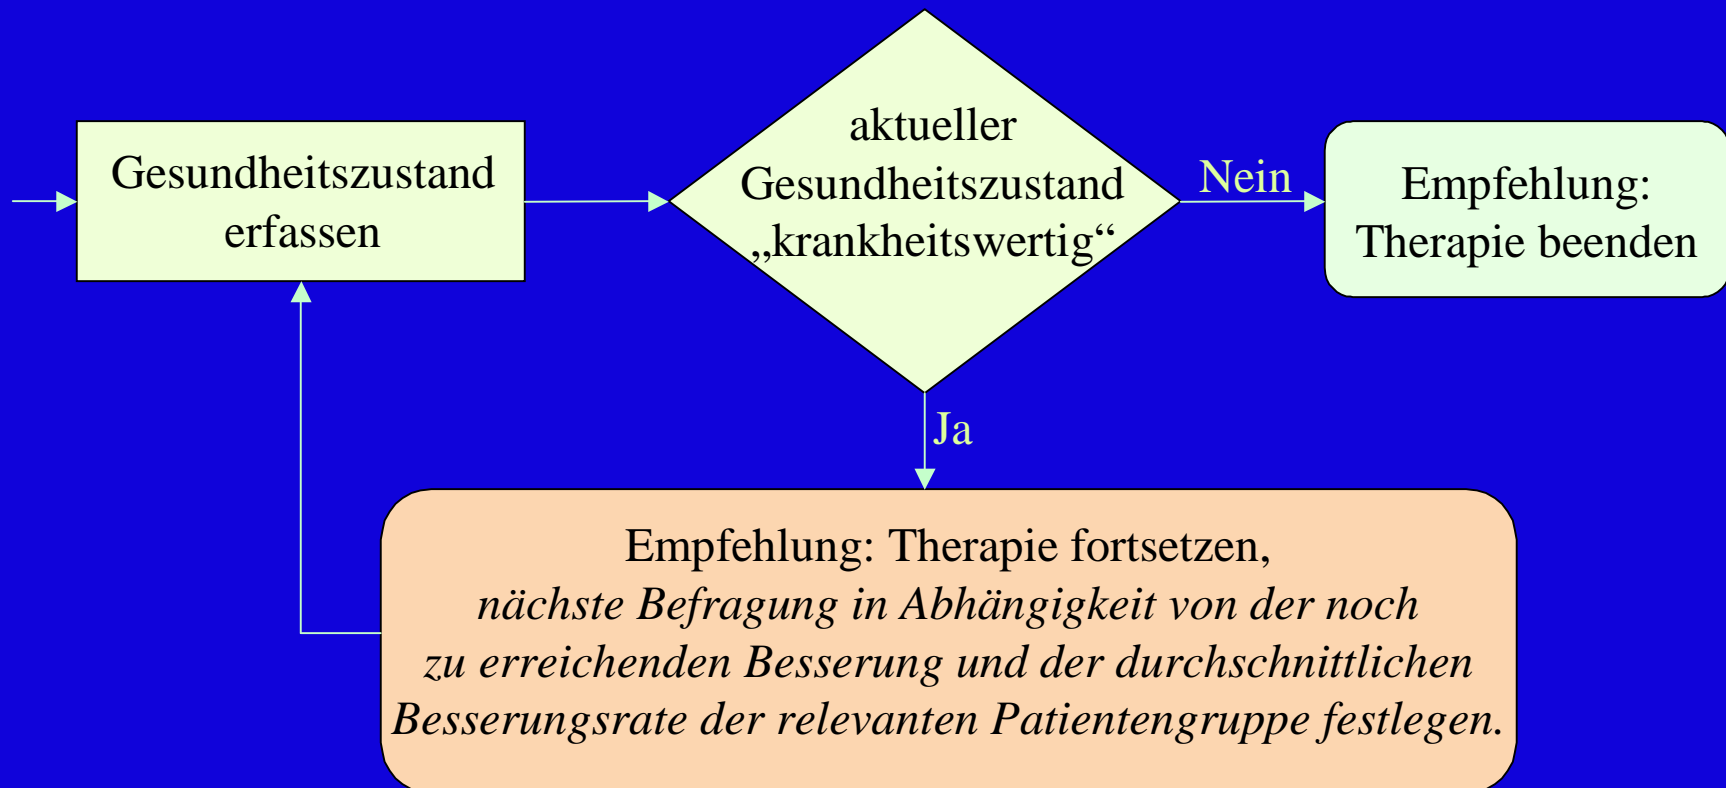 Gesundheitszustand
erfassen
aktueller
Gesundheitszustand
„krankheitswertig“
Nein
Empfehlung:
Therapie beenden
Ja
Empfehlung: Therapie fortsetzen,
nächste Befragung in Abhängigkeit von der noch
zu erreichenden Besserung und der durchschnittlichen
Besserungsrate der relevanten Patientengruppe festlegen.